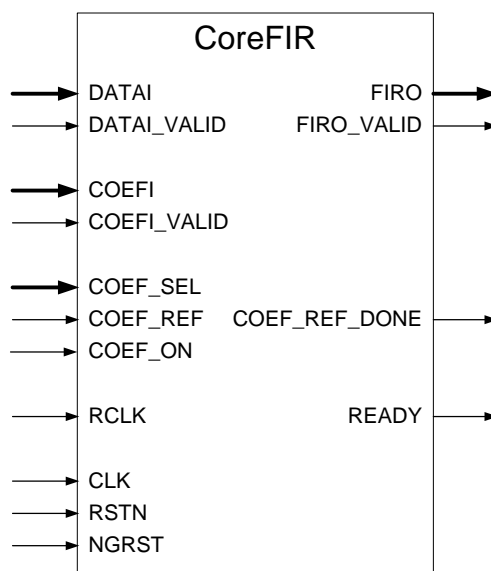 CoreFIR
DATAI FIRO
DATAI_VALID FIRO_VALID
COEFI
COEFI_VALID
COEF_SEL
COEF_REF COEF_REF_DONE
COEF_ON
RCLK READY
CLK
RSTN
NGRST